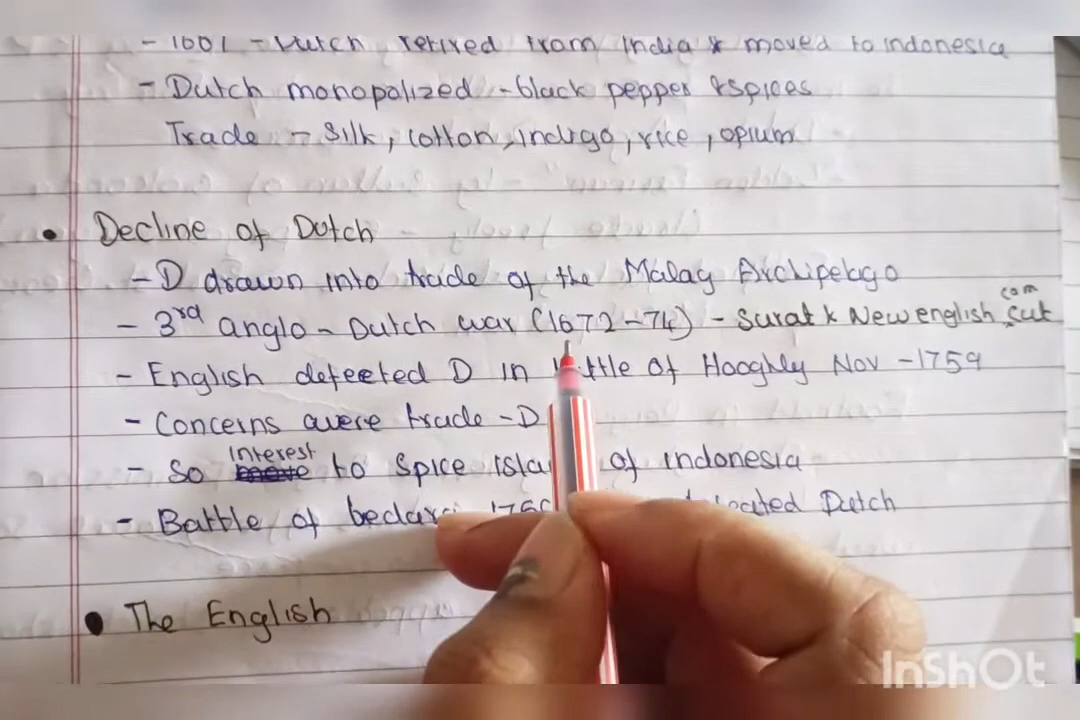 - Dutch retired from India & moved to Indonesia
- Dutch monopolized - black pepper & spices
Trade - Silk, cotton, indigo, rice, opium
• Decline of Dutch
- D drawn into trade of the Malay Archipelago
- 3rd anglo - Dutch war (1672-74) - Surat & New english com cut
- English defeeted D in of Hooghly Nov - 1759
- Concerns were trade - D
- So interest to Spice of indonesia
- Battle of Dutch
• The English
InShOt